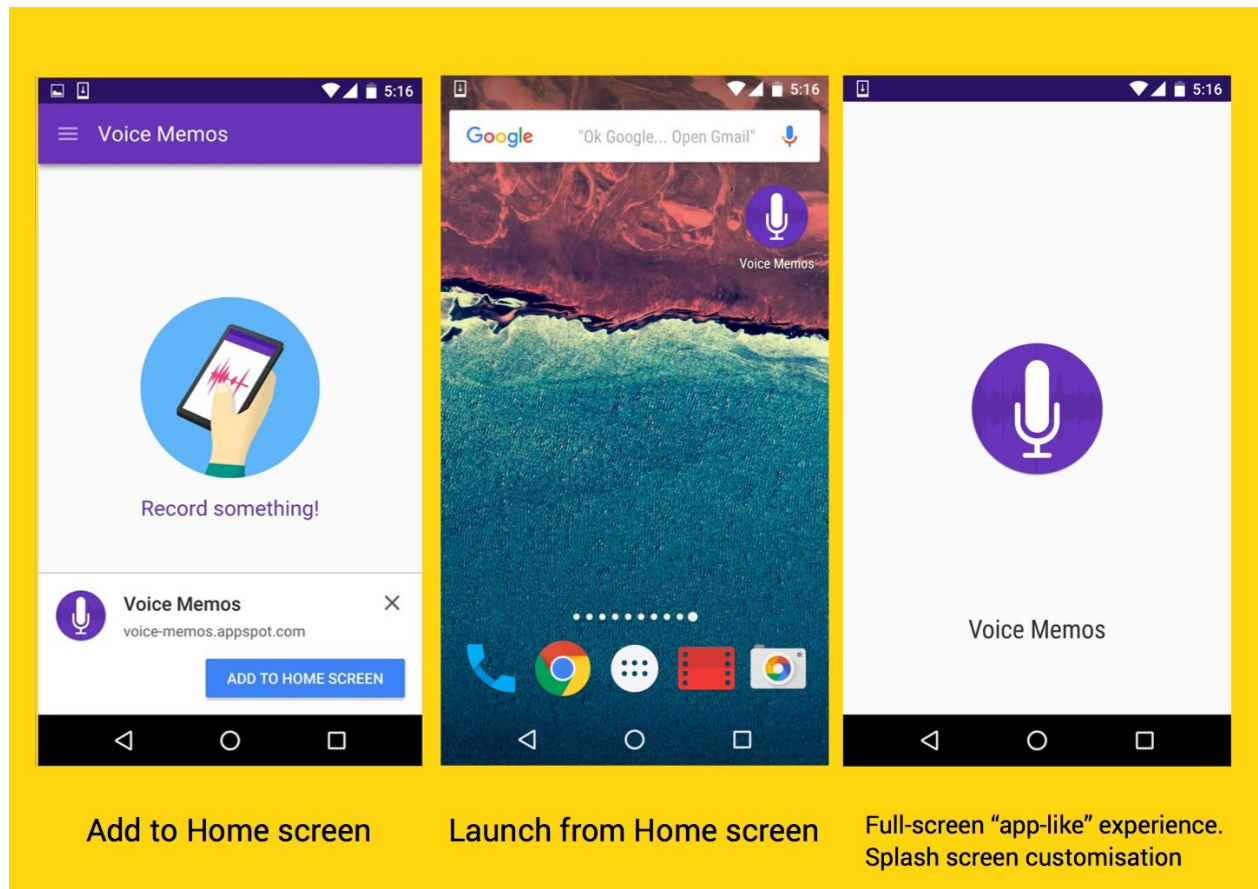 5:16
Voice Memos
Record something!
Voice Memos
voice-memos.appspot.com
ADD TO HOME SCREEN
Add to Home screen
5:16
Google "Ok Google... Open Gmail"
Voice Memos
Launch from Home screen
5:16
Voice Memos
Full-screen “app-like” experience.
Splash screen customisation